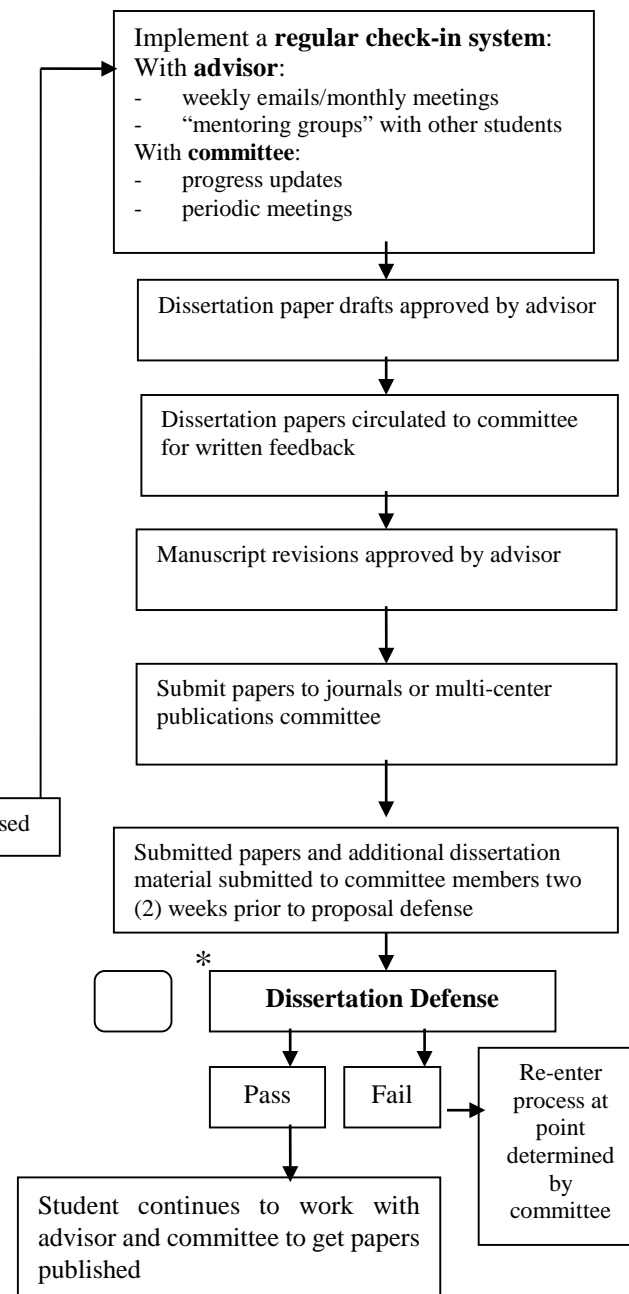 Implement a regular check-in system:
With advisor:
- weekly emails/monthly meetings
- “mentoring groups” with other students
With committee:
- progress updates
- periodic meetings
Dissertation paper drafts approved by advisor
Dissertation papers circulated to committee
for written feedback
Manuscript revisions approved by advisor
Submit papers to journals or multi-center
publications committee
sed
Submitted papers and additional dissertation
material submitted to committee members two
(2) weeks prior to proposal defense
*
Dissertation Defense
Pass
Fail
Re-enter
process at
point
determined
by
committee
Student continues to work with
advisor and committee to get papers
published